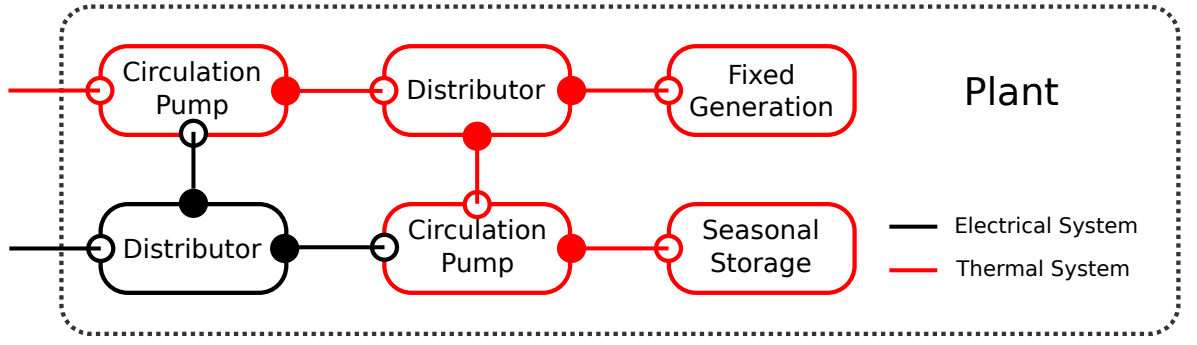 Circulation
Pump
Distributor
Fixed
Generation
Plant
Distributor
Circulation
Pump
Seasonal
Storage
Electrical System
Thermal System